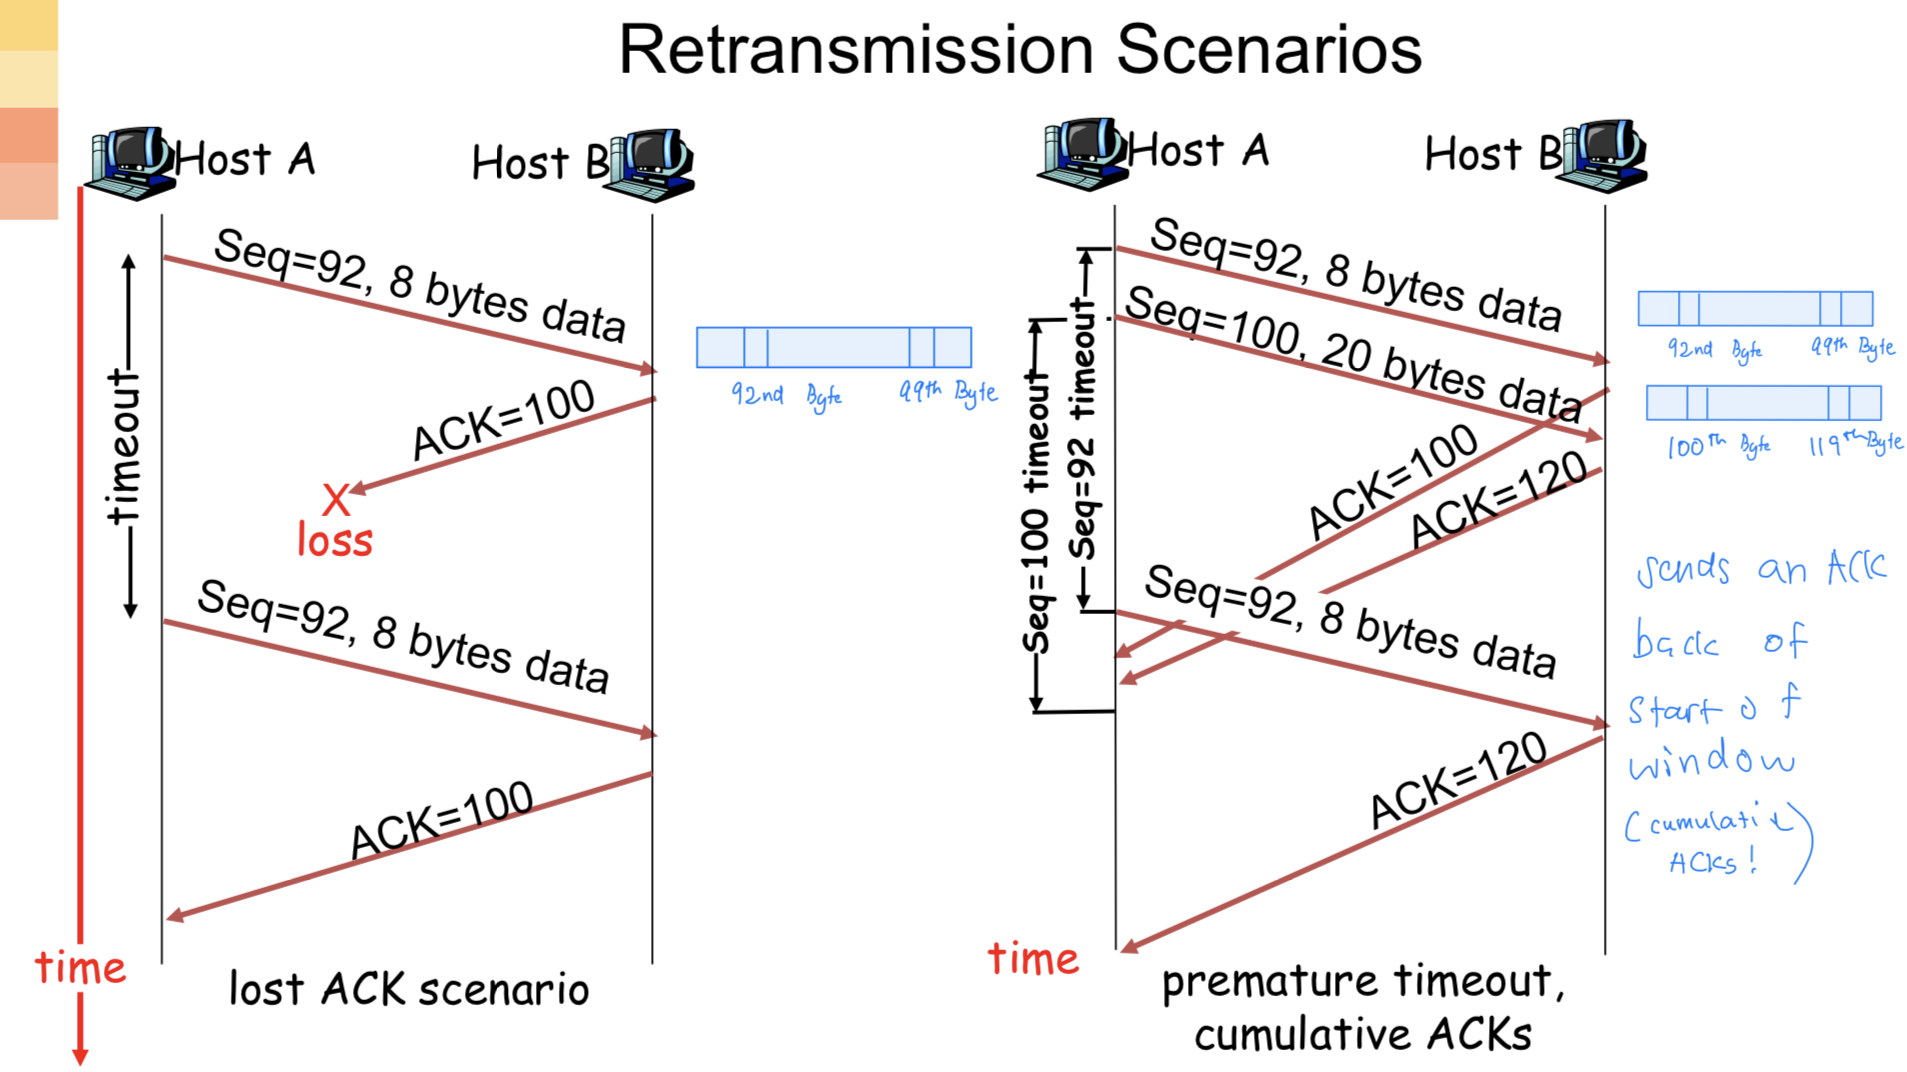 Retransmission Scenarios
Host A
Host B
Seq=92, 8 bytes data
ACK=100
X
loss
timeout
Seq=92, 8 bytes data
ACK=100
time
lost ACK scenario
92nd Byte
99th Byte
Host A
Host B
Seq=92, 8 bytes data
Seq=100, 20 bytes data
ACK=100
ACK=120
Seq=100 timeout
Seq=92 timeout
Seq=92, 8 bytes data
ACK=120
time
premature timeout,
cumulative ACKs
92nd Byte
99th Byte
100th Byte
119th Byte
sends an ACK
back of
start of
window
(cumulative
ACKs!)